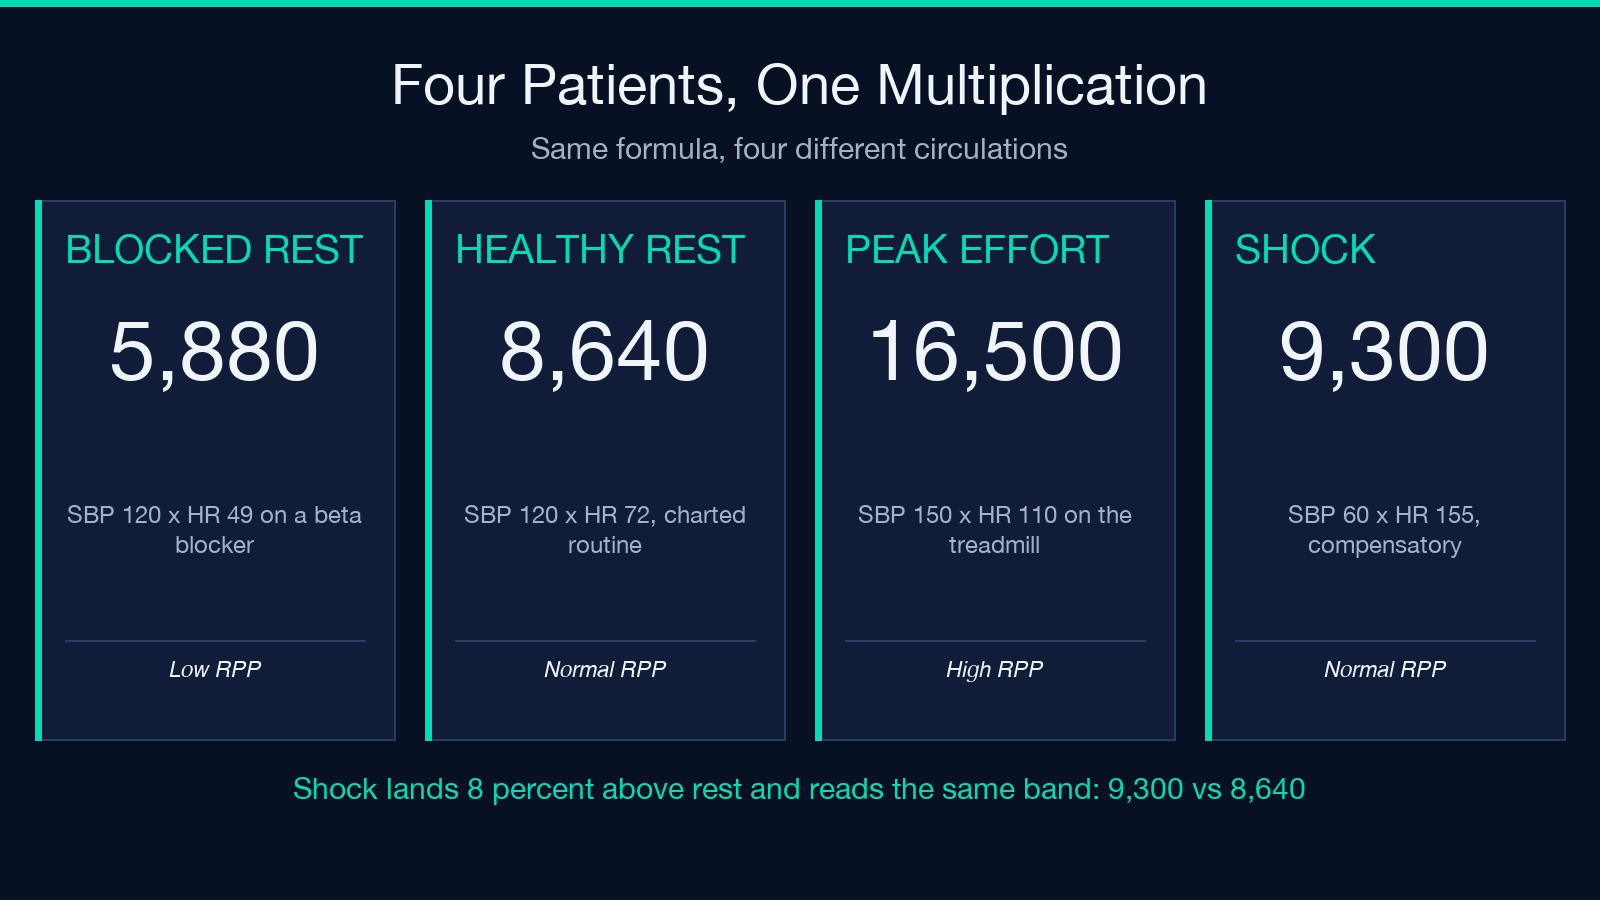 Four Patients, One Multiplication
Same formula, four different circulations
BLOCKED REST
5,880
SBP 120 x HR 49 on a beta
blocker
Low RPP
HEALTHY REST
8,640
SBP 120 x HR 72, charted
routine
Normal RPP
PEAK EFFORT
16,500
SBP 150 x HR 110 on the
treadmill
High RPP
SHOCK
9,300
SBP 60 x HR 155,
compensatory
Normal RPP
Shock lands 8 percent above rest and reads the same band: 9,300 vs 8,640